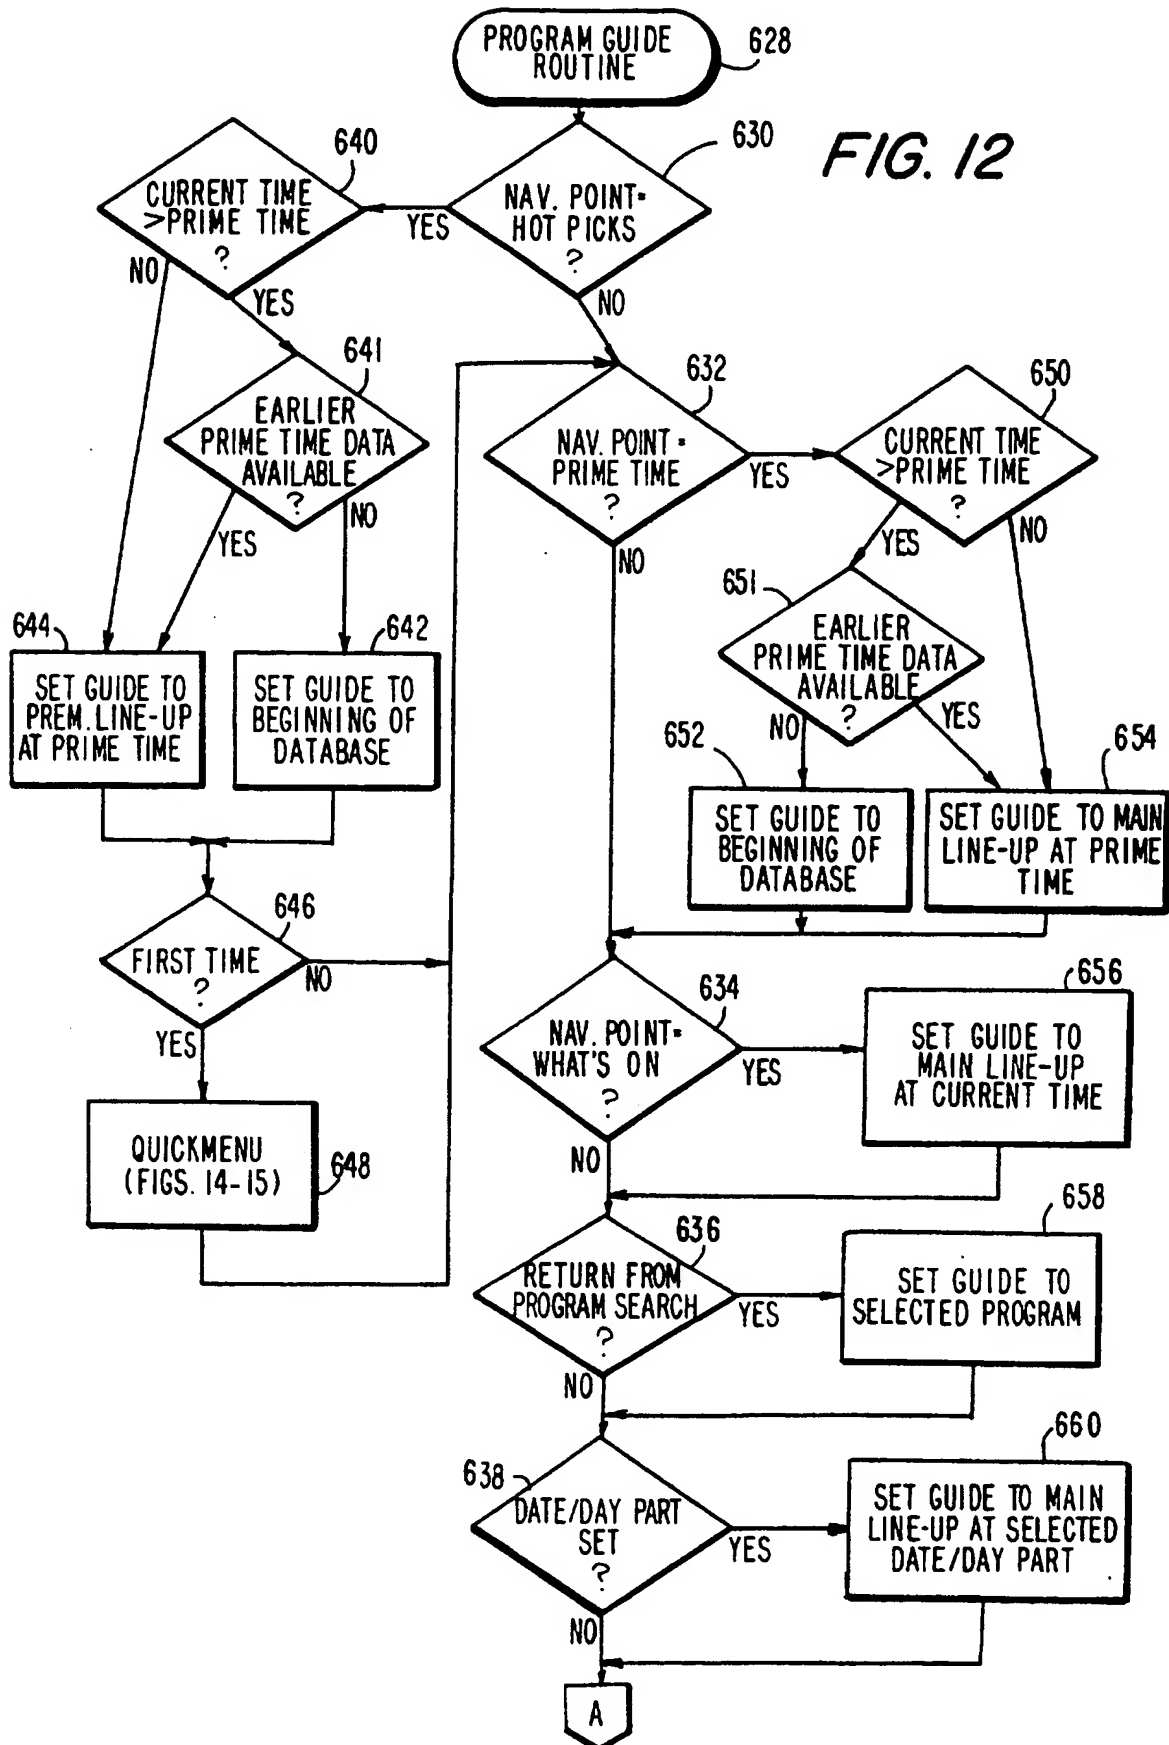 PROGRAM GUIDE
ROUTINE
628
FIG. 12
630
NAV. POINT=
HOT PICKS
?
YES
NO
640
CURRENT TIME
>PRIME TIME
?
NO
YES
641
EARLIER
PRIME TIME DATA
AVAILABLE
?
YES
NO
632
NAV. POINT=
PRIME TIME
?
YES
NO
650
CURRENT TIME
>PRIME TIME
?
YES
NO
651
EARLIER
PRIME TIME DATA
AVAILABLE
?
NO
YES
644
SET GUIDE TO
PREM. LINE-UP
AT PRIME TIME
642
SET GUIDE TO
BEGINNING OF
DATABASE
652
SET GUIDE TO
BEGINNING OF
DATABASE
654
SET GUIDE TO MAIN
LINE-UP AT PRIME
TIME
646
FIRST TIME
?
NO
YES
648
QUICKMENU
(FIGS. 14-15)
634
NAV. POINT=
WHAT'S ON
?
YES
NO
656
SET GUIDE TO
MAIN LINE-UP
AT CURRENT TIME
636
RETURN FROM
PROGRAM SEARCH
?
YES
NO
658
SET GUIDE TO
SELECTED PROGRAM
638
DATE/DAY PART
SET
?
YES
NO
660
SET GUIDE TO MAIN
LINE-UP AT SELECTED
DATE/DAY PART
A